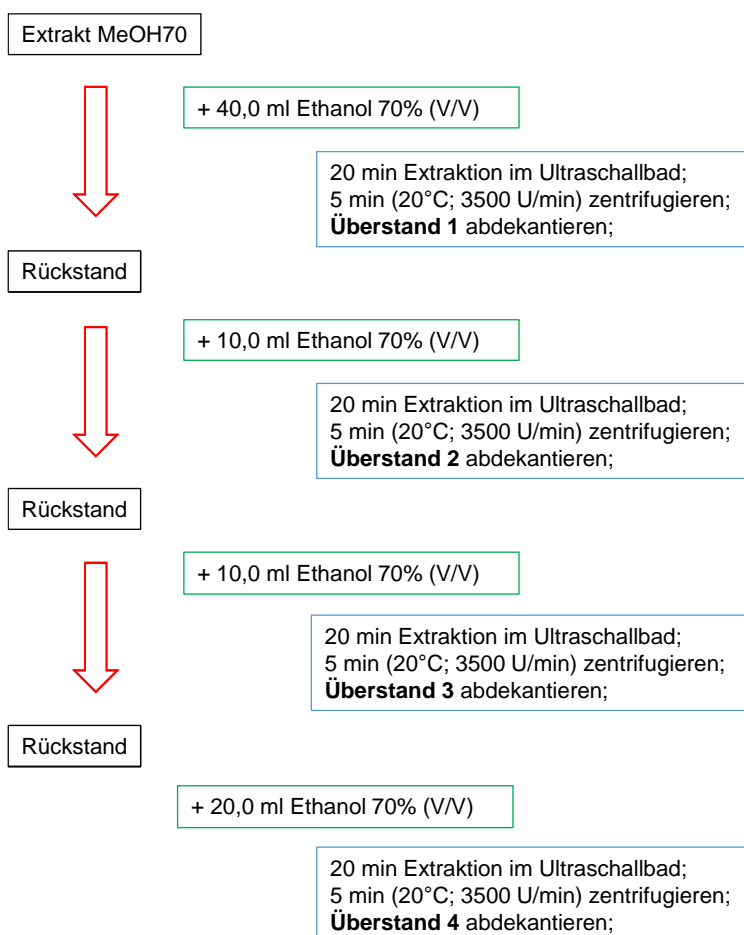 Extrakt MeOH70
+ 40,0 ml Ethanol 70% (V/V)
20 min Extraktion im Ultraschallbad;
5 min (20°C; 3500 U/min) zentrifugieren;
Überstand 1 abdekantieren;
Rückstand
+ 10,0 ml Ethanol 70% (V/V)
20 min Extraktion im Ultraschallbad;
5 min (20°C; 3500 U/min) zentrifugieren;
Überstand 2 abdekantieren;
Rückstand
+ 10,0 ml Ethanol 70% (V/V)
20 min Extraktion im Ultraschallbad;
5 min (20°C; 3500 U/min) zentrifugieren;
Überstand 3 abdekantieren;
Rückstand
+ 20,0 ml Ethanol 70% (V/V)
20 min Extraktion im Ultraschallbad;
5 min (20°C; 3500 U/min) zentrifugieren;
Überstand 4 abdekantieren;